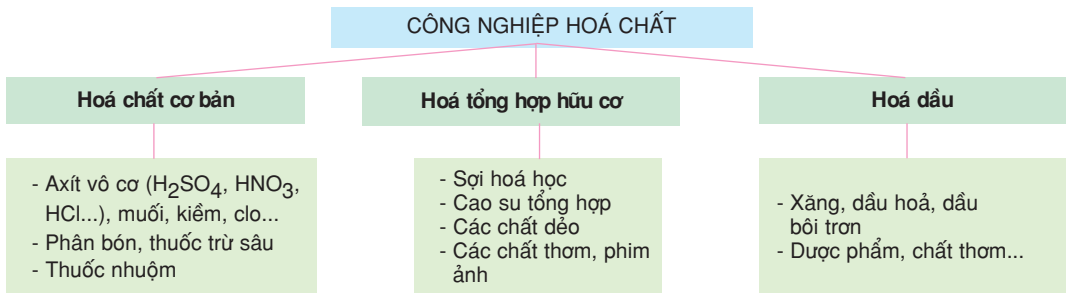 CÔNG NGHIỆP HOÁ CHẤT
Hoá chất cơ bản
- Axít vô cơ (H₂SO₄, HNO₃,
HCl...), muối, kiềm, clo...
- Phân bón, thuốc trừ sâu
- Thuốc nhuộm
Hoá tổng hợp hữu cơ
- Sợi hoá học
- Cao su tổng hợp
- Các chất dẻo
- Các chất thơm, phim
ảnh
Hoá dầu
- Xăng, dầu hoả, dầu
bôi trơn
- Dược phẩm, chất thơm...